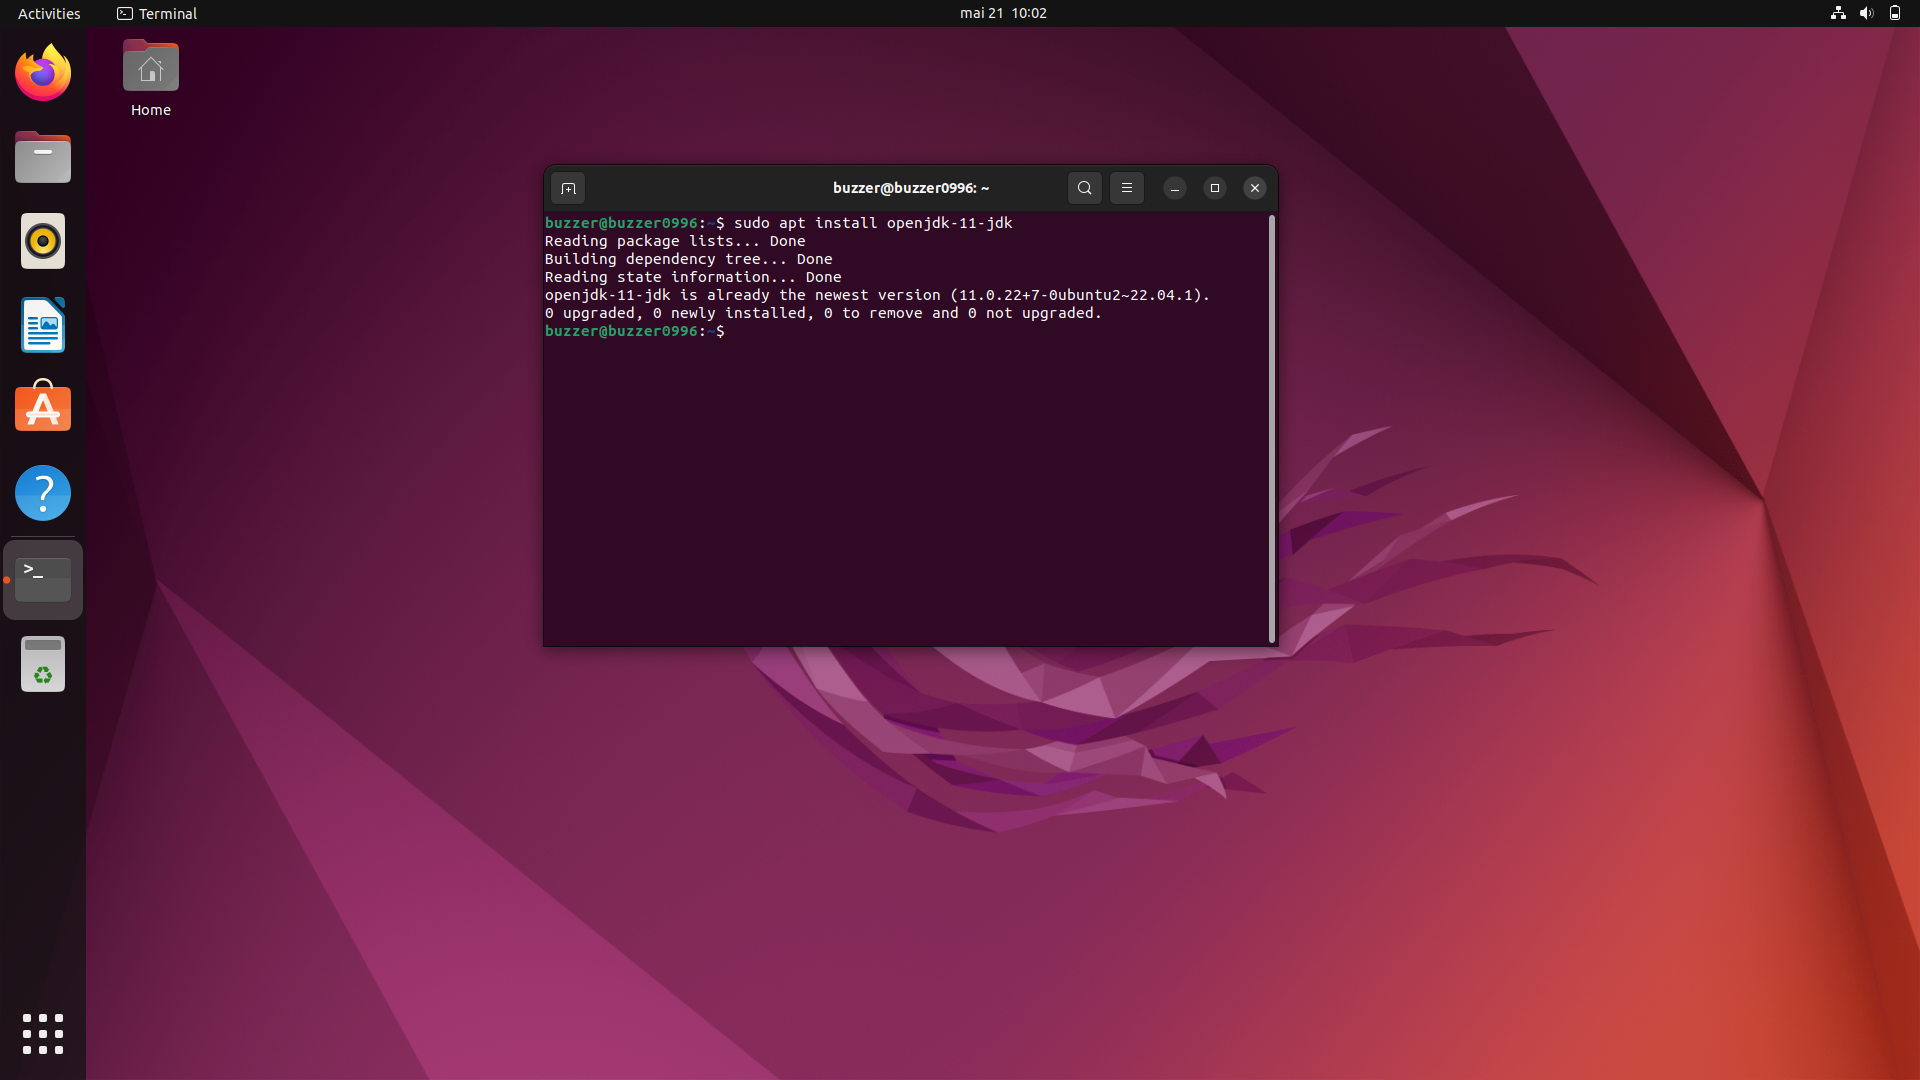 Activities
Terminal
mai 21 10:02
Home
buzzer@buzzer0996: ~
buzzer@buzzer0996:~$ sudo apt install openjdk-11-jdk
Reading package lists... Done
Building dependency tree... Done
Reading state information... Done
openjdk-11-jdk is already the newest version (11.0.22+7-0ubuntu2~22.04.1).
0 upgraded, 0 newly installed, 0 to remove and 0 not upgraded.
buzzer@buzzer0996:~$